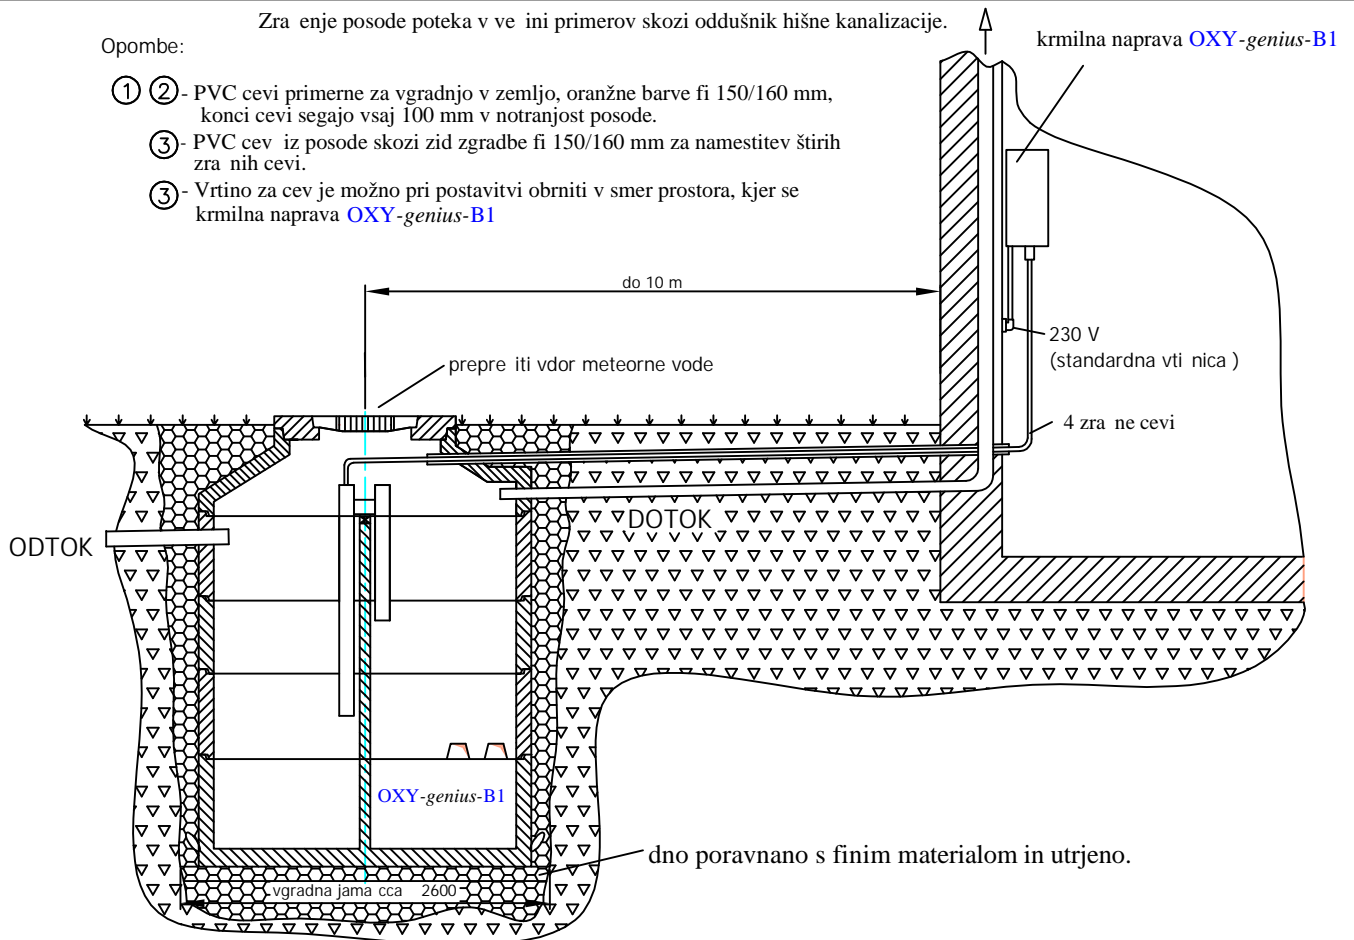 Zra enje posode poteka v ve ini primerov skozi oddušnik hišne kanalizacije.
Opombe:
krmilna naprava OXY-genius-B1
1 2 - PVC cevi primerne za vgradnjo v zemljo, oranžne barve fi 150/160 mm,
konci cevi segajo vsaj 100 mm v notranjost posode.
3 - PVC cev iz posode skozi zid zgradbe fi 150/160 mm za namestitev štirih
zra nih cevi.
3 - Vrtino za cev je možno pri postavitvi obrniti v smer prostora, kjer se
krmilna naprava OXY-genius-B1
do 10 m
230 V
(standardna vti nica )
prepre iti vdor meteorne vode
4 zra ne cevi
DOTOK
ODTOK
OXY-genius-B1
dno poravnano s finim materialom in utrjeno.
vgradna jama cca 2600